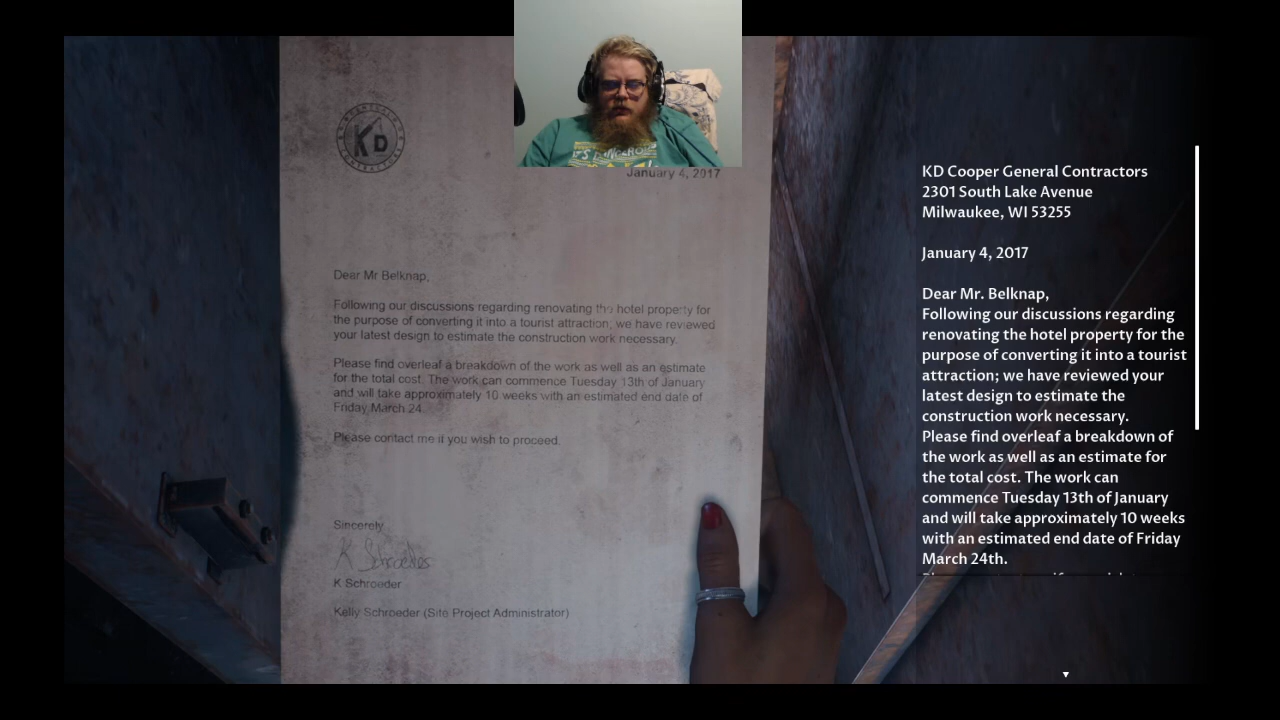 KD
January 4, 2017
Dear Mr Belknap,
Following our discussions regarding renovating the hotel property for
the purpose of converting it into a tourist attraction; we have reviewed
your latest design to estimate the construction work necessary.
Please find overleaf a breakdown of the work as well as an estimate
for the total cost. The work can commence Tuesday 13th of January
and will take approximately 10 weeks with an estimated end date of
Friday March 24.
Please contact me if you wish to proceed.
Sincerely
K Schroeder
K Schroeder
Kelly Schroeder (Site Project Administrator)
KD Cooper General Contractors
2301 South Lake Avenue
Milwaukee, WI 53255
January 4, 2017
Dear Mr. Belknap,
Following our discussions regarding
renovating the hotel property for the
purpose of converting it into a tourist
attraction; we have reviewed your
latest design to estimate the
construction work necessary.
Please find overleaf a breakdown of
the work as well as an estimate for
the total cost. The work can
commence Tuesday 13th of January
and will take approximately 10 weeks
with an estimated end date of Friday
March 24th.